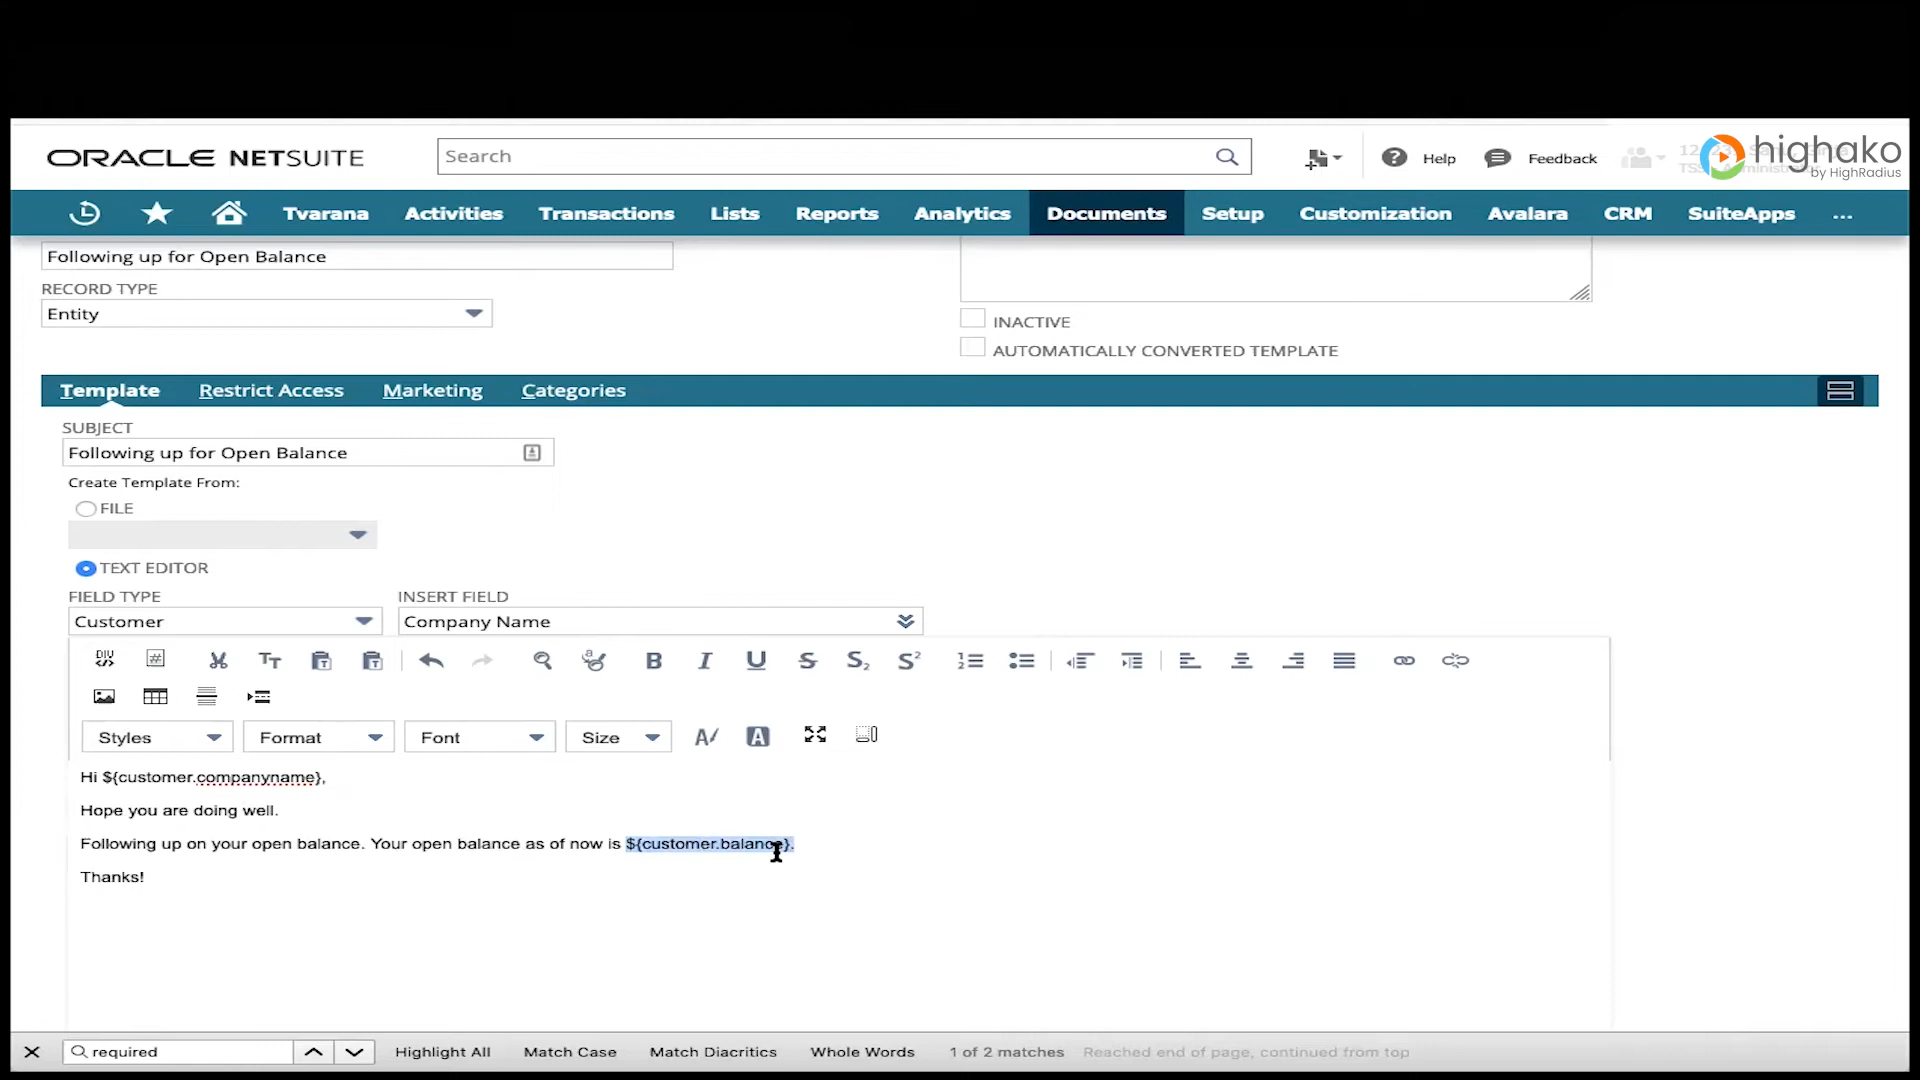 ORACLE NETSUITE
Search
Help
Feedback
highako
by HighRadius
Tvarana
Activities
Transactions
Lists
Reports
Analytics
Documents
Setup
Customization
Avalara
CRM
SuiteApps
...
Following up for Open Balance
RECORD TYPE
Entity
INACTIVE
AUTOMATICALLY CONVERTED TEMPLATE
Template
Restrict Access
Marketing
Categories
SUBJECT
Following up for Open Balance
Create Template From:
FILE
TEXT EDITOR
FIELD TYPE
INSERT FIELD
Customer
Company Name
Styles
Format
Font
Size
Hi ${customer.companyname},
Hope you are doing well.
Following up on your open balance. Your open balance as of now is ${customer.balance}.
Thanks!
required
Highlight All
Match Case
Match Diacritics
Whole Words
1 of 2 matches
Reached end of page, continued from top